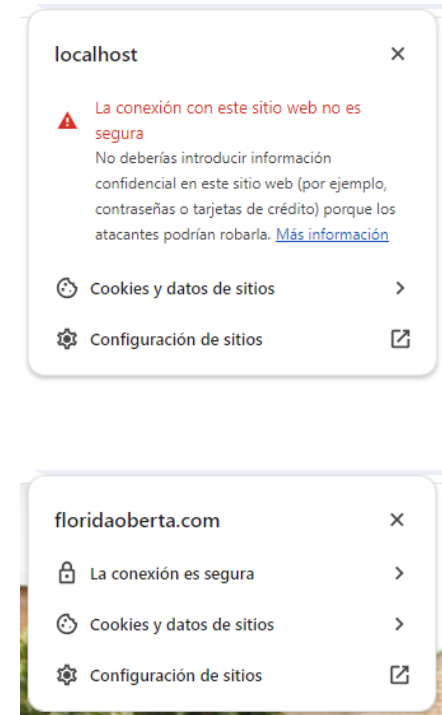 localhost
La conexión con este sitio web no es
segura
No deberías introducir información
confidencial en este sitio web (por ejemplo,
contraseñas o tarjetas de crédito) porque los
atacantes podrían robarla. Más información
Cookies y datos de sitios
Configuración de sitios
floridaoberta.com
La conexión es segura
Cookies y datos de sitios
Configuración de sitios